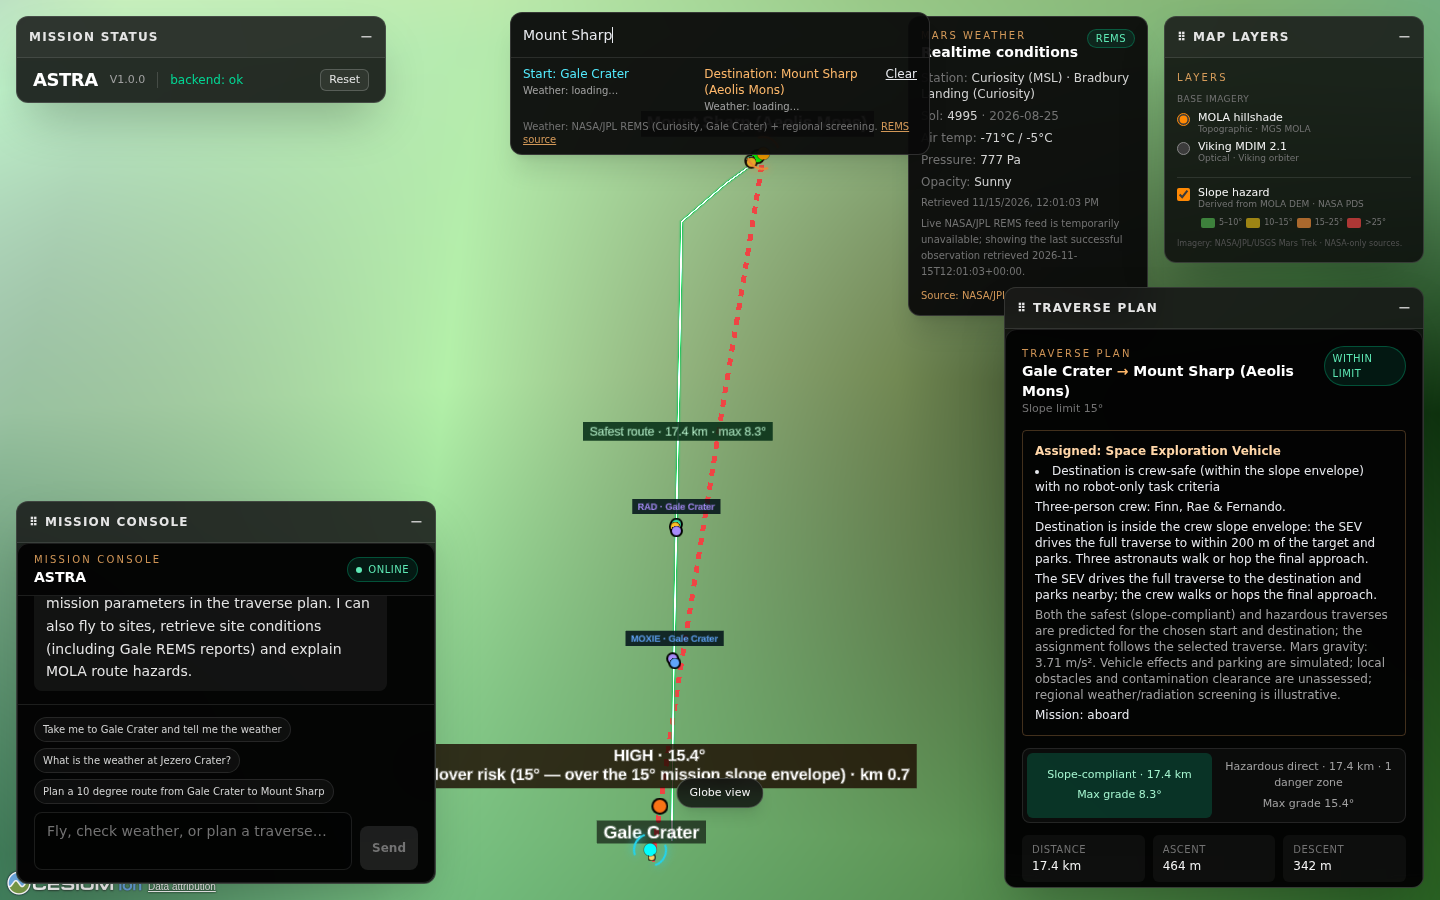 MISSION STATUS
ASTRA V1.0.0 backend: ok Reset
Mount Sharp
Start: Gale Crater
Weather: loading...
Destination: Mount Sharp
(Aeolis Mons)
Weather: loading...
Clear
Weather: NASA/JPL REMS (Curiosity, Gale Crater) + regional screening. REMS
source
ARS WEATHER
Realtime conditions
REMS
tation: Curiosity (MSL) · Bradbury
Landing (Curiosity)
Sol: 4995 · 2026-08-25
Air temp: -71°C / -5°C
Pressure: 777 Pa
Opacity: Sunny
Retrieved 11/15/2026, 12:01:03 PM
Live NASA/JPL REMS feed is temporarily
unavailable; showing the last successful
observation retrieved 2026-11-
15T12:01:03+00:00.
Source: NASA/JPL
MAP LAYERS
LAYERS
BASE IMAGERY
MOLA hillshade
Topographic · MGS MOLA
Viking MDIM 2.1
Optical · Viking orbiter
Slope hazard
Derived from MOLA DEM · NASA PDS
5–10° 10–15° 15–25° >25°
Imagery: NASA/JPL/USGS Mars Trek · NASA-only sources.
Safest route · 17.4 km · max 8.3°
RAD · Gale Crater
MOXIE · Gale Crater
HIGH · 15.4°
lover risk (15° — over the 15° mission slope envelope) · km 0.7
Globe view
Gale Crater
MISSION CONSOLE
MISSION CONSOLE
ASTRA
ONLINE
mission parameters in the traverse plan. I can
also fly to sites, retrieve site conditions
(including Gale REMS reports) and explain
MOLA route hazards.
Take me to Gale Crater and tell me the weather
What is the weather at Jezero Crater?
Plan a 10 degree route from Gale Crater to Mount Sharp
Fly, check weather, or plan a traverse...
Send
CESIUM ion Data attribution
TRAVERSE PLAN
TRAVERSE PLAN
Gale Crater → Mount Sharp (Aeolis
Mons)
Slope limit 15°
WITHIN
LIMIT
Assigned: Space Exploration Vehicle
• Destination is crew-safe (within the slope envelope)
with no robot-only task criteria
Three-person crew: Finn, Rae & Fernando.
Destination is inside the crew slope envelope: the SEV
drives the full traverse to within 200 m of the target and
parks. Three astronauts walk or hop the final approach.
The SEV drives the full traverse to the destination and
parks nearby; the crew walks or hops the final approach.
Both the safest (slope-compliant) and hazardous traverses
are predicted for the chosen start and destination; the
assignment follows the selected traverse. Mars gravity:
3.71 m/s². Vehicle effects and parking are simulated; local
obstacles and contamination clearance are unassessed;
regional weather/radiation screening is illustrative.
Mission: aboard
Slope-compliant · 17.4 km
Max grade 8.3°
Hazardous direct · 17.4 km · 1
danger zone
Max grade 15.4°
DISTANCE
17.4 km
ASCENT
464 m
DESCENT
342 m